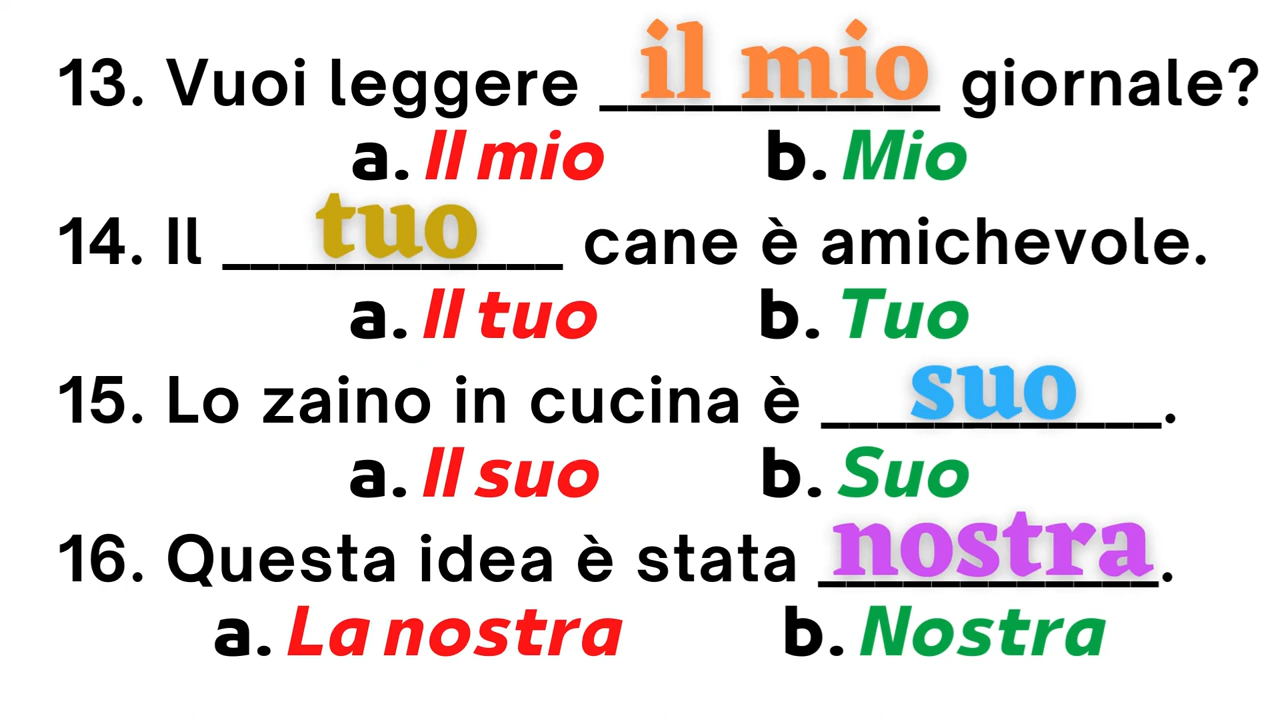 13. Vuoi leggere il mio giornale?
a. Il mio b. Mio
14. Il tuo cane è amichevole.
a. Il tuo b. Tuo
15. Lo zaino in cucina è suo.
a. Il suo b. Suo
16. Questa idea è stata nostra.
a. La nostra b. Nostra